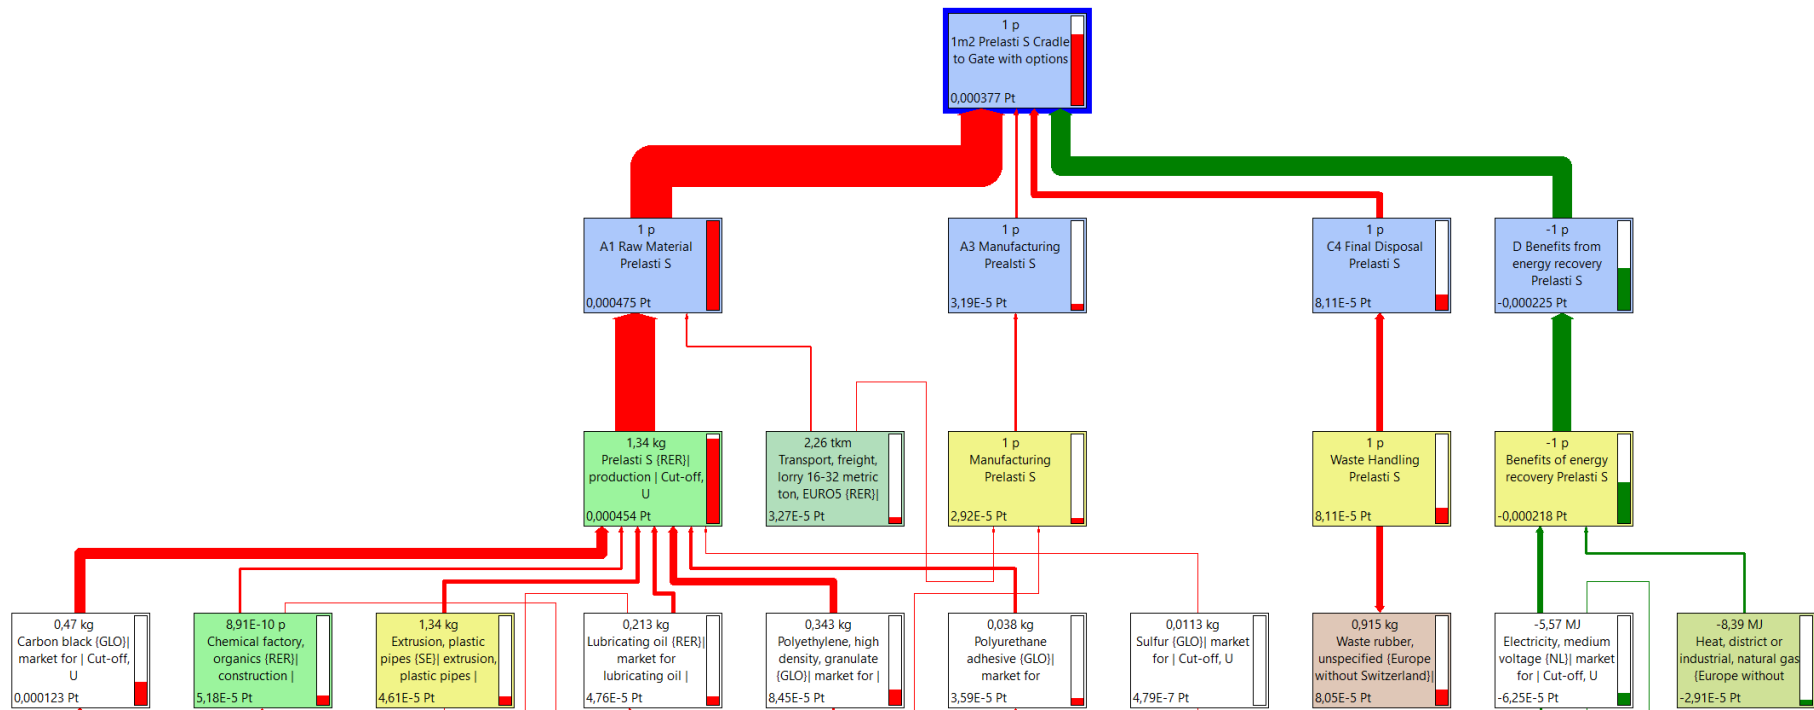 1 p
1m2 Prelasti S Cradle
to Gate with options
0,000377 Pt
1 p
A1 Raw Material
Prelasti S
0,000475 Pt
1 p
A3 Manufacturing
Prealsti S
3,19E-5 Pt
1 p
C4 Final Disposal
Prelasti S
8,11E-5 Pt
-1 p
D Benefits from
energy recovery
Prelasti S
-0,000225 Pt
1,34 kg
Prelasti S {RER}|
production | Cut-off,
U
0,000454 Pt
2,26 tkm
Transport, freight,
lorry 16-32 metric
ton, EURO5 {RER}|
3,27E-5 Pt
1 p
Manufacturing
Prelasti S
2,92E-5 Pt
1 p
Waste Handling
Prelasti S
8,11E-5 Pt
-1 p
Benefits of energy
recovery Prelasti S
-0,000218 Pt
0,47 kg
Carbon black {GLO}|
market for | Cut-off,
U
0,000123 Pt
8,91E-10 p
Chemical factory,
organics {RER}|
construction |
5,18E-5 Pt
1,34 kg
Extrusion, plastic
pipes {SE}| extrusion,
plastic pipes |
4,61E-5 Pt
0,213 kg
Lubricating oil {RER}|
market for
lubricating oil |
4,76E-5 Pt
0,343 kg
Polyethylene, high
density, granulate
{GLO}| market for |
8,45E-5 Pt
0,038 kg
Polyurethane
adhesive {GLO}|
market for
3,59E-5 Pt
0,0113 kg
Sulfur {GLO}| market
for | Cut-off, U
4,79E-7 Pt
0,915 kg
Waste rubber,
unspecified {Europe
without Switzerland}|
8,05E-5 Pt
-5,57 MJ
Electricity, medium
voltage {NL}| market
for | Cut-off, U
-6,25E-5 Pt
-8,39 MJ
Heat, district or
industrial, natural gas
{Europe without
-2,91E-5 Pt